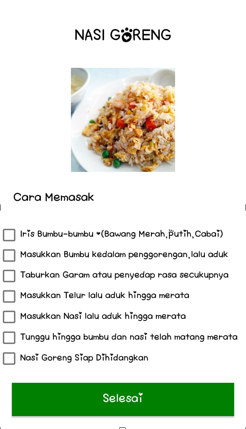 NASI GORENG
Cara Memasak
Iris Bumbu-bumbu *(Bawang Merah,Putih,Cabai)
Masukkan Bumbu kedalam penggorengan,lalu aduk
Taburkan Garam atau penyedap rasa secukupnya
Masukkan Telur lalu aduk hingga merata
Masukkan Nasi lalu aduk hingga merata
Tunggu hingga bumbu dan nasi telah matang merata
Nasi Goreng Siap Dihidangkan
Selesai